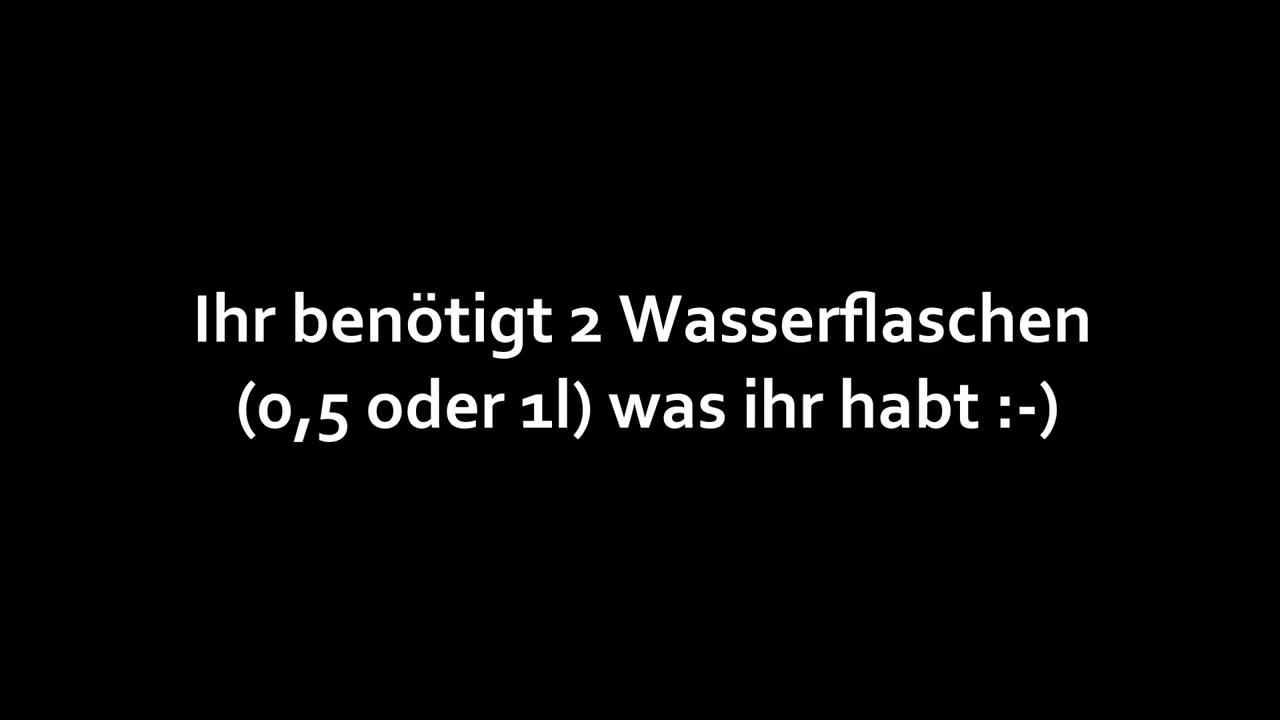 Ihr benötigt 2 Wasserflaschen
(0,5 oder 1l) was ihr habt :-)